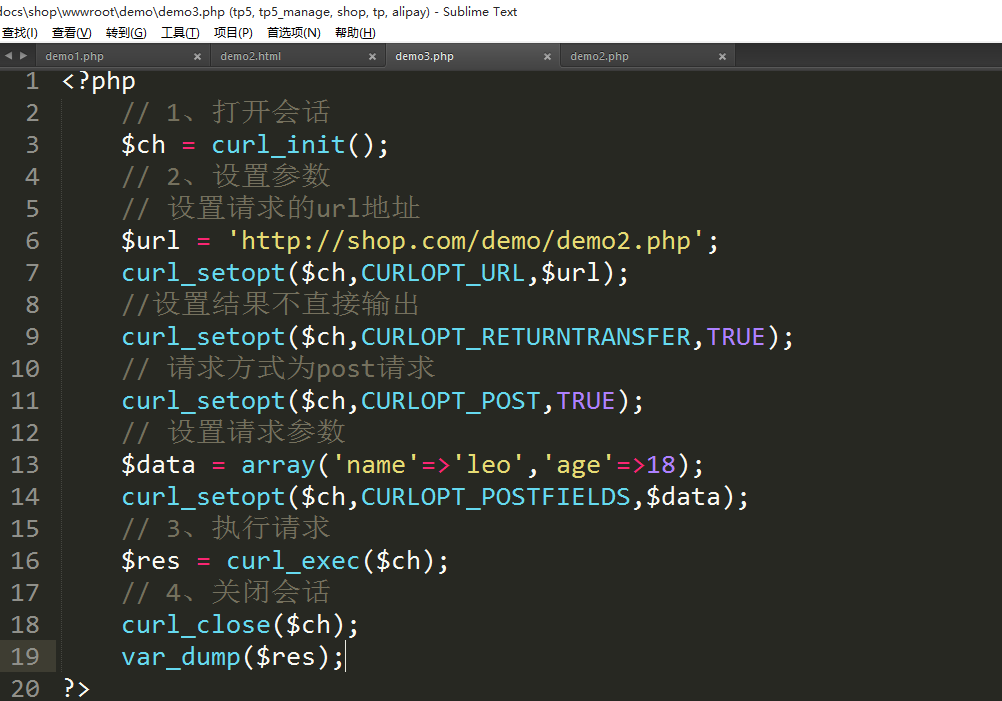 docs\shop\wwwroot\demo\demo3.php (tp5, tp5_manage, shop, tp, alipay) - Sublime Text
查找(I) 查看(V) 转到(G) 工具(T) 项目(P) 首选项(N) 帮助(H)
demo1.php × demo2.html × demo3.php × demo2.php ×
1 <?php
2 // 1、打开会话
3 $ch = curl_init();
4 // 2、设置参数
5 // 设置请求的url地址
6 $url = 'http://shop.com/demo/demo2.php';
7 curl_setopt($ch,CURLOPT_URL,$url);
8 //设置结果不直接输出
9 curl_setopt($ch,CURLOPT_RETURNTRANSFER,TRUE);
10 // 请求方式为post请求
11 curl_setopt($ch,CURLOPT_POST,TRUE);
12 // 设置请求参数
13 $data = array('name'=>'leo','age'=>18);
14 curl_setopt($ch,CURLOPT_POSTFIELDS,$data);
15 // 3、执行请求
16 $res = curl_exec($ch);
17 // 4、关闭会话
18 curl_close($ch);
19 var_dump($res);
20 ?>